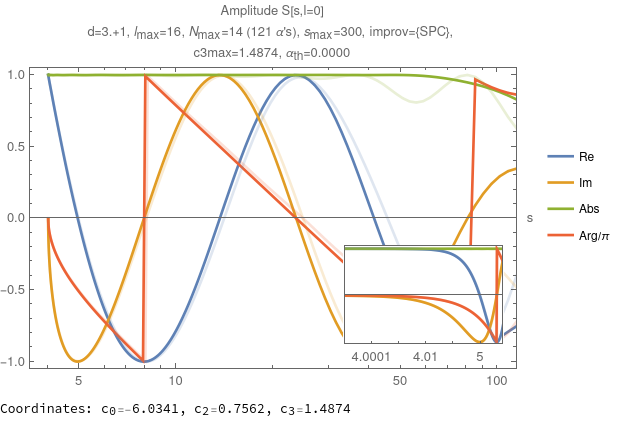 Amplitude S[s,l=0]
d=3.+1, lmax=16, Nmax=14 (121 α's), smax=300, improv={SPC},
c3max=1.4874, αth=0.0000
1.0
0.5
0.0
−0.5
−1.0
5 10 50 100
s
4.0001 4.01 5
Re
Im
Abs
Arg/π
Coordinates: c0=−6.0341, c2=0.7562, c3=1.4874